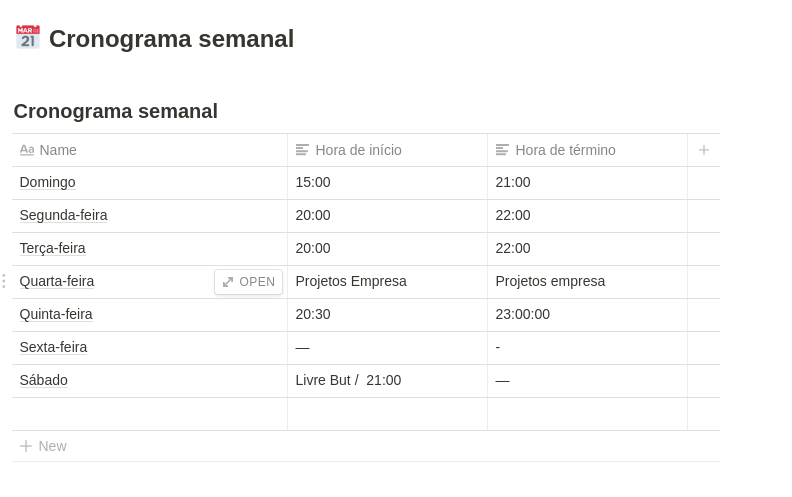 MAR
21
Cronograma semanal
Cronograma semanal
Aa Name Hora de início Hora de término +
Domingo 15:00 21:00
Segunda-feira 20:00 22:00
Terça-feira 20:00 22:00
Quarta-feira OPEN Projetos Empresa Projetos empresa
Quinta-feira 20:30 23:00:00
Sexta-feira — -
Sábado Livre But / 21:00 —
+ New